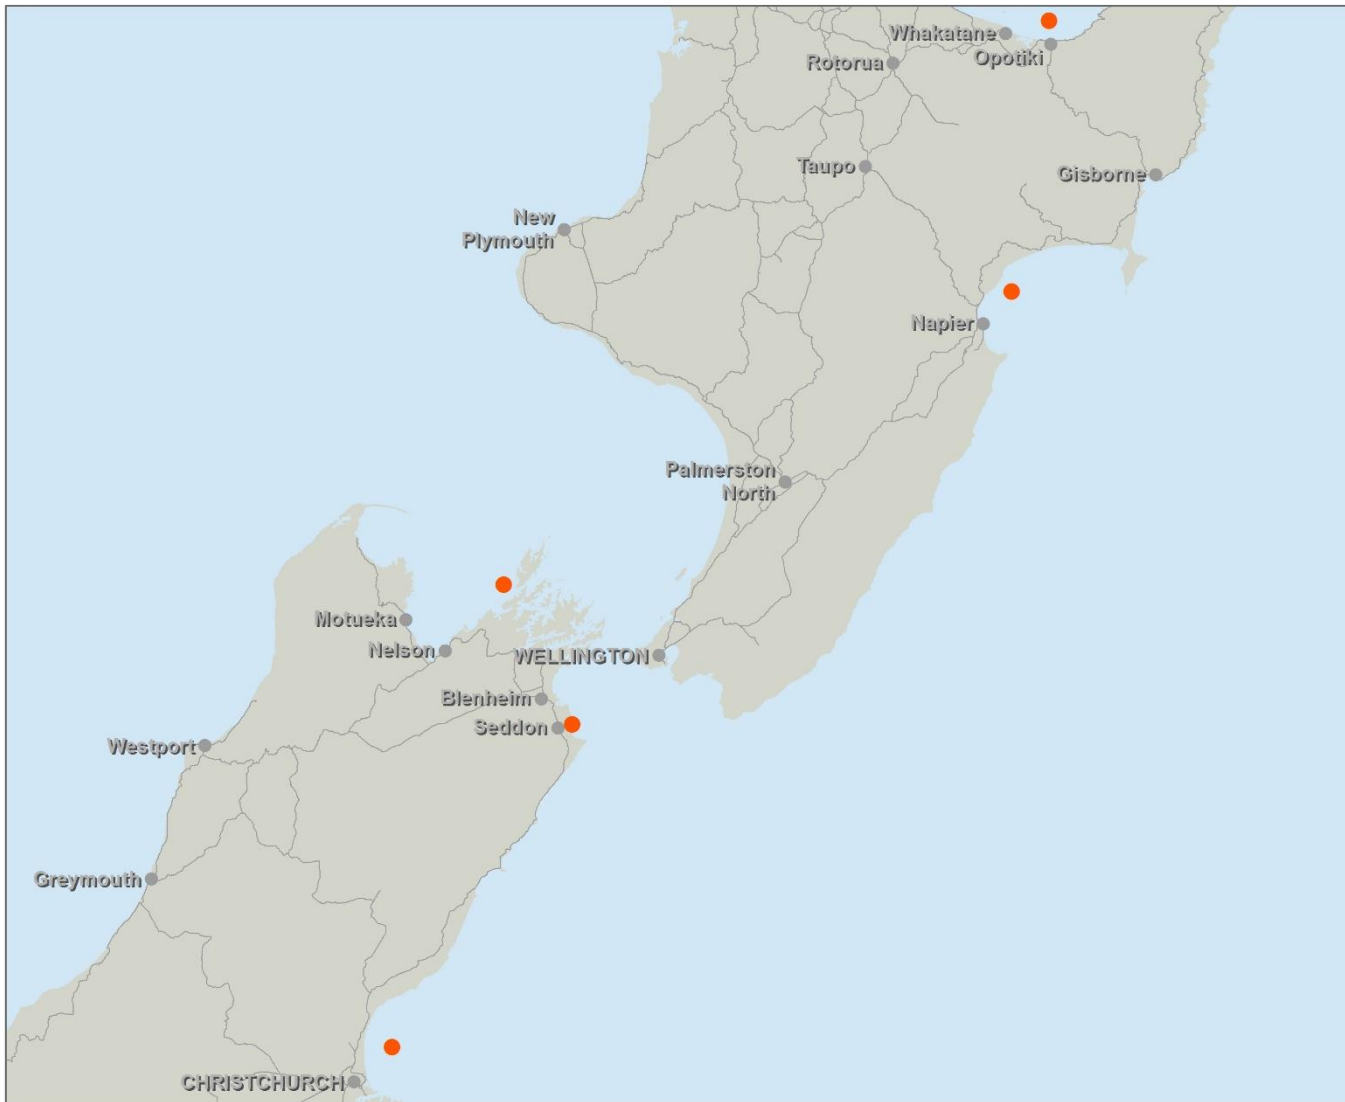 Whakatane
Opotiki
Rotorua
Taupo
Gisborne
New
Plymouth
Napier
Palmerston
North
Motueka
Nelson
WELLINGTON
Blenheim
Seddon
Westport
Greymouth
CHRISTCHURCH